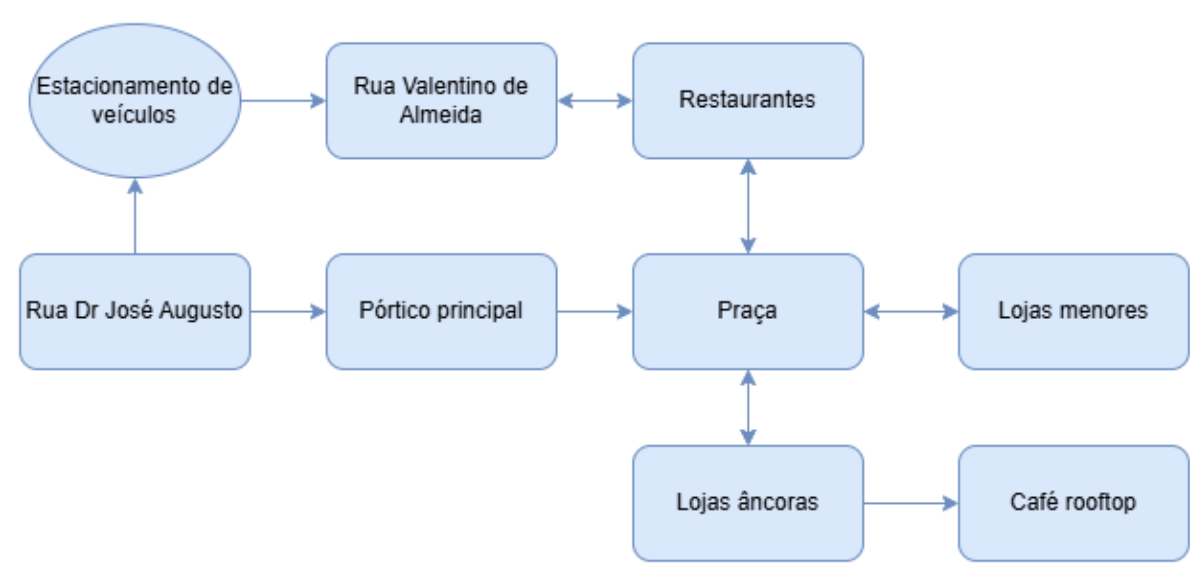 Estacionamento de
veículos
Rua Valentino de
Almeida
Restaurantes
Rua Dr José Augusto
Pórtico principal
Praça
Lojas menores
Lojas âncoras
Café rooftop